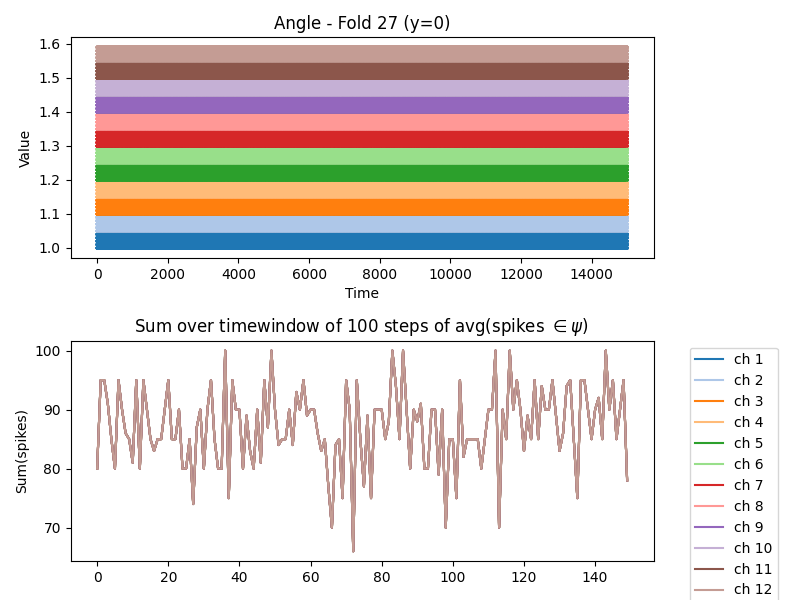 Angle - Fold 27 (y=0)
1.6
1.5
1.4
1.3
1.2
1.1
1.0
Value
0 2000 4000 6000 8000 10000 12000 14000
Time
Sum over timewindow of 100 steps of avg(spikes ∈ ψ)
100
90
80
70
Sum(spikes)
0 20 40 60 80 100 120 140
ch 1
ch 2
ch 3
ch 4
ch 5
ch 6
ch 7
ch 8
ch 9
ch 10
ch 11
ch 12